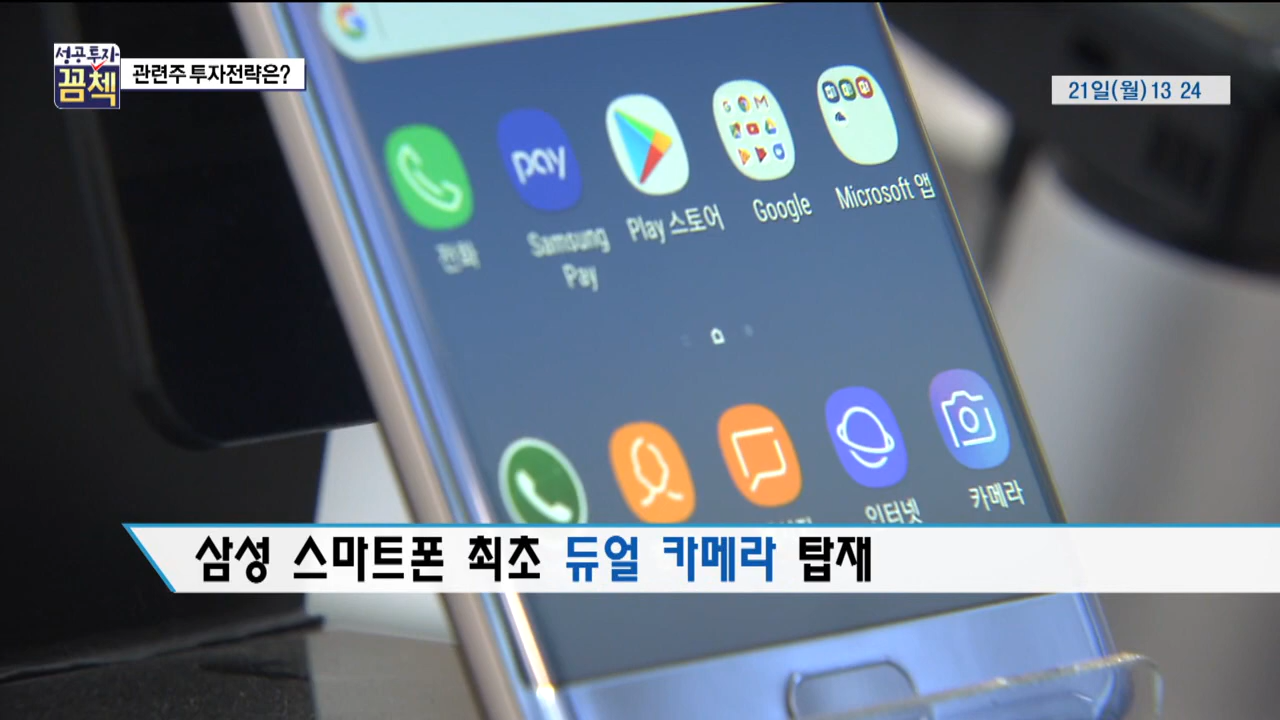 성공투자
꼼첵
관련주 투자전략은?
21일(월) 13 24
pay
전화
Samsung
Pay
Play 스토어
Google
Microsoft 앱
인터넷
카메라
삼성 스마트폰 최초 듀얼 카메라 탑재